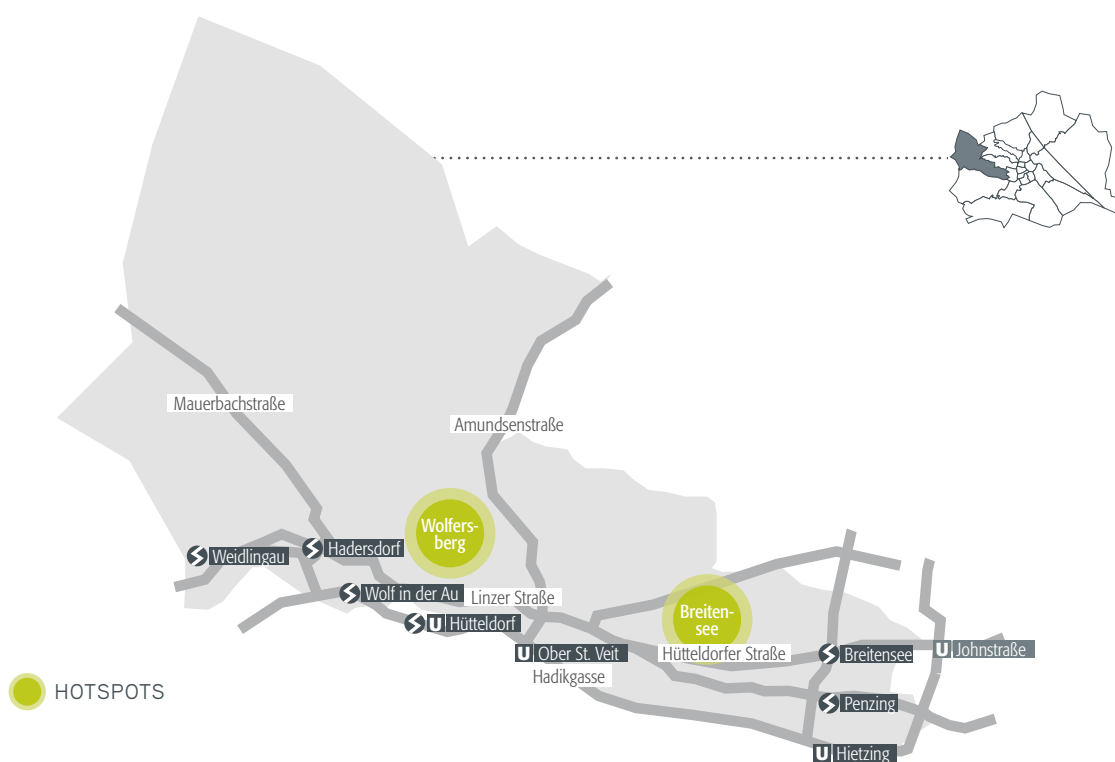 Mauerbachstraße
Amundsenstraße
Wolfers-
berg
Hadersdorf
Weidlingau
Wolf in der Au
Linzer Straße
U Hütteldorf
Breiten-
see
U Ober St. Veit
Hütteldorfer Straße
Breitensee
U Johnstraße
Hadikgasse
HOTSPOTS
Penzing
U Hietzing